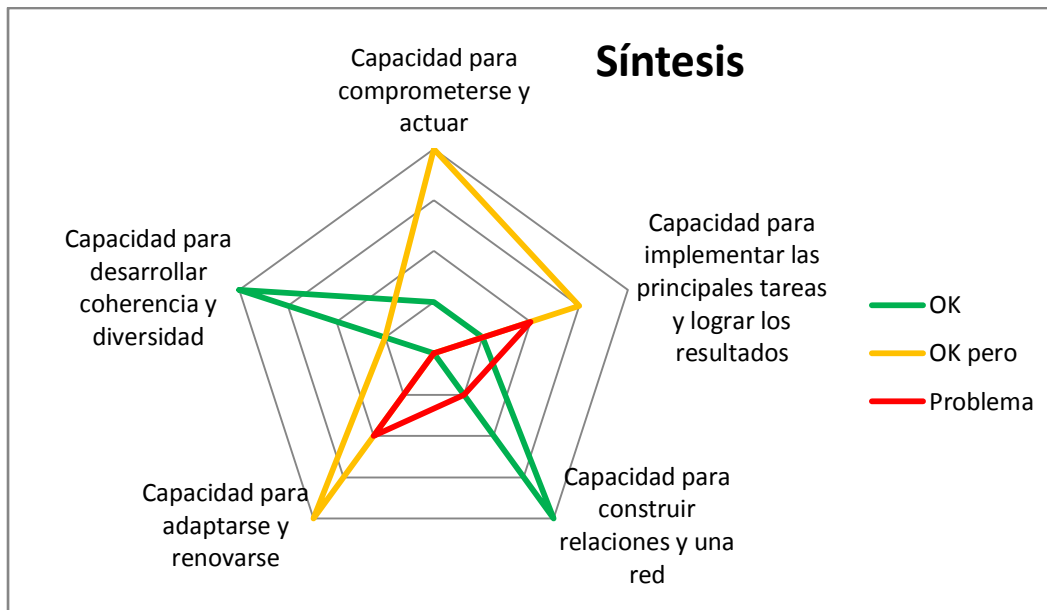 Síntesis
Capacidad para
comprometerse y
actuar
Capacidad para
implementar las
principales tareas
y lograr los
resultados
Capacidad para
construir
relaciones y una
red
Capacidad para
adaptarse y
renovarse
Capacidad para
desarrollar
coherencia y
diversidad
OK
OK pero
Problema